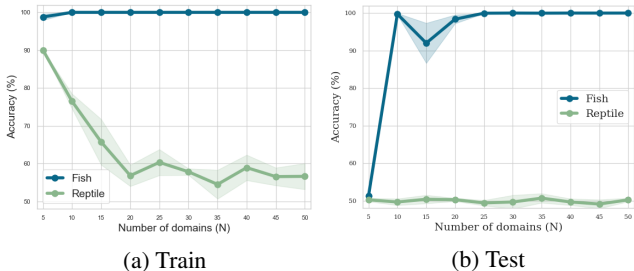 100
90
80
70
60
50
Accuracy (%)
Fish
Reptile
5 10 15 20 25 30 35 40 45 50
Number of domains (N)
(a) Train
100
90
80
70
60
50
Accuracy (%)
Fish
Reptile
5 10 15 20 25 30 35 40 45 50
Number of domains (N)
(b) Test